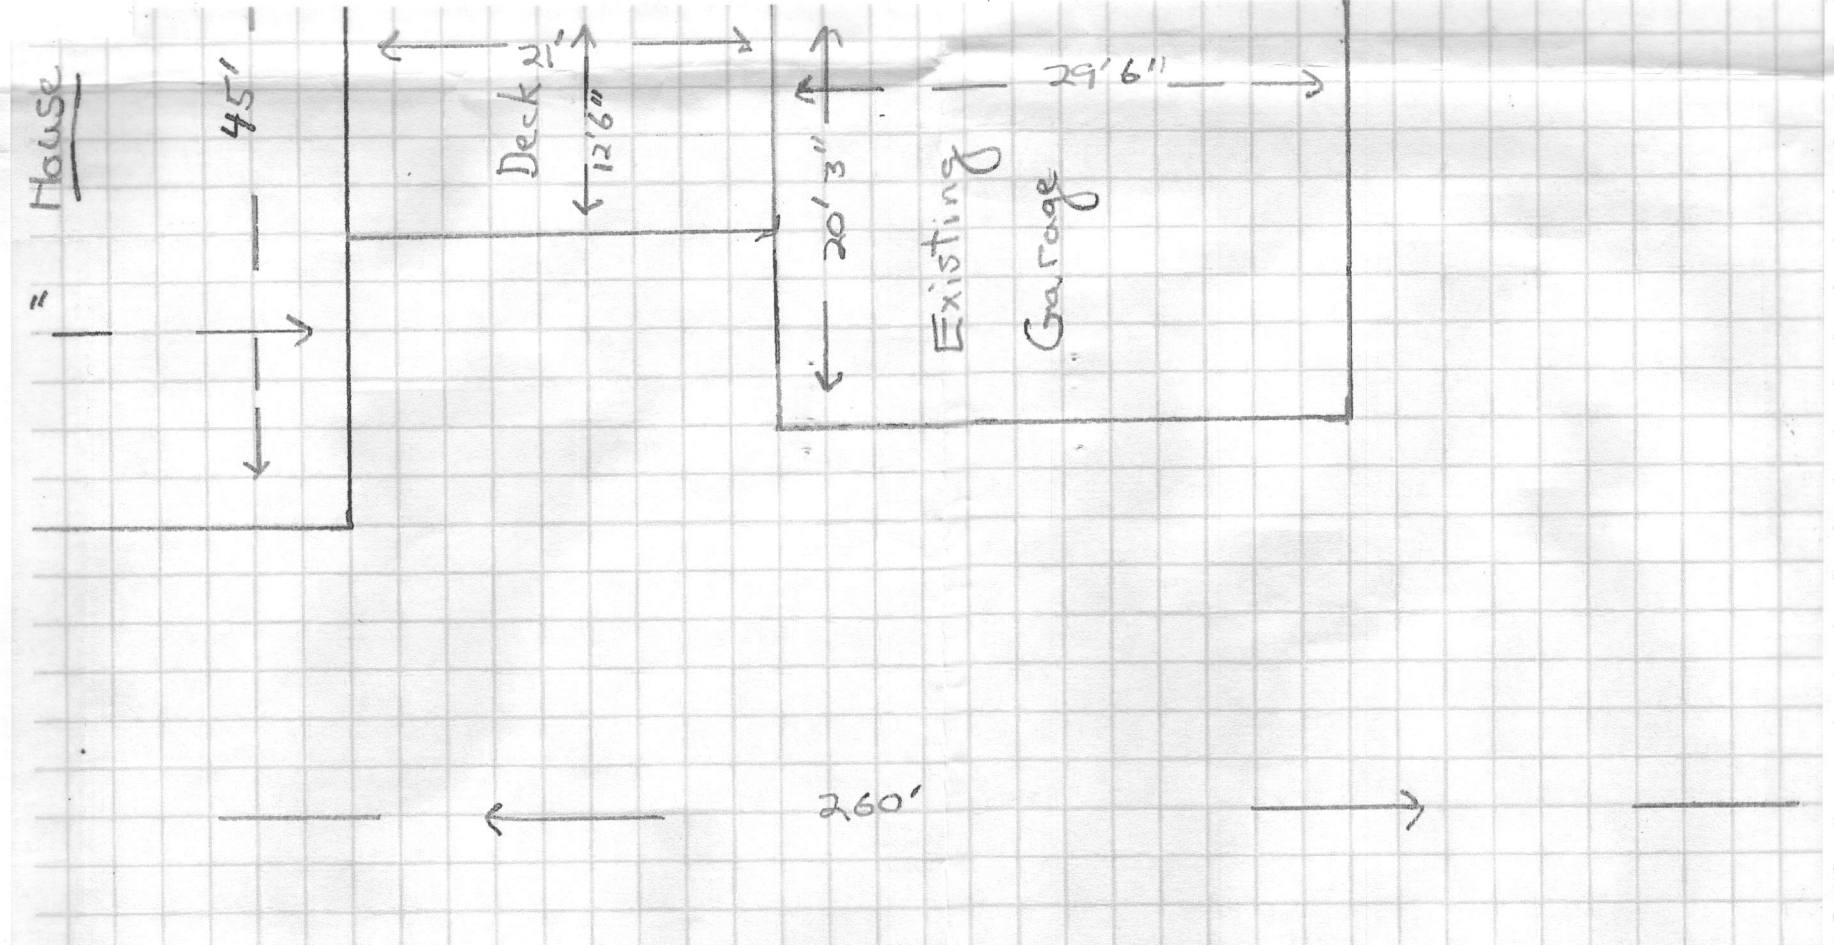 House
"
45'
Deck
21'
12'6"
20' 3"
29' 6"
Existing
Garage
260'